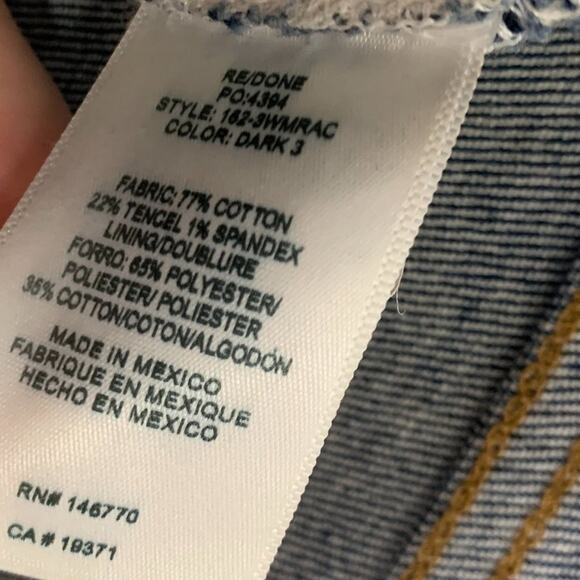 RE/DONE
PO:4394
STYLE: 162-3WMRAC
COLOR: DARK 3
FABRIC: 77% COTTON
22% TENCEL 1% SPANDEX
LINING/DOUBLURE
FORRO: 65% POLYESTER/
POLIESTER/ POLIESTER
35% COTTON/COTON/ALGODÓN
MADE IN MEXICO
FABRIQUE EN MEXIQUE
HECHO EN MEXICO
RN# 146770
CA # 19371